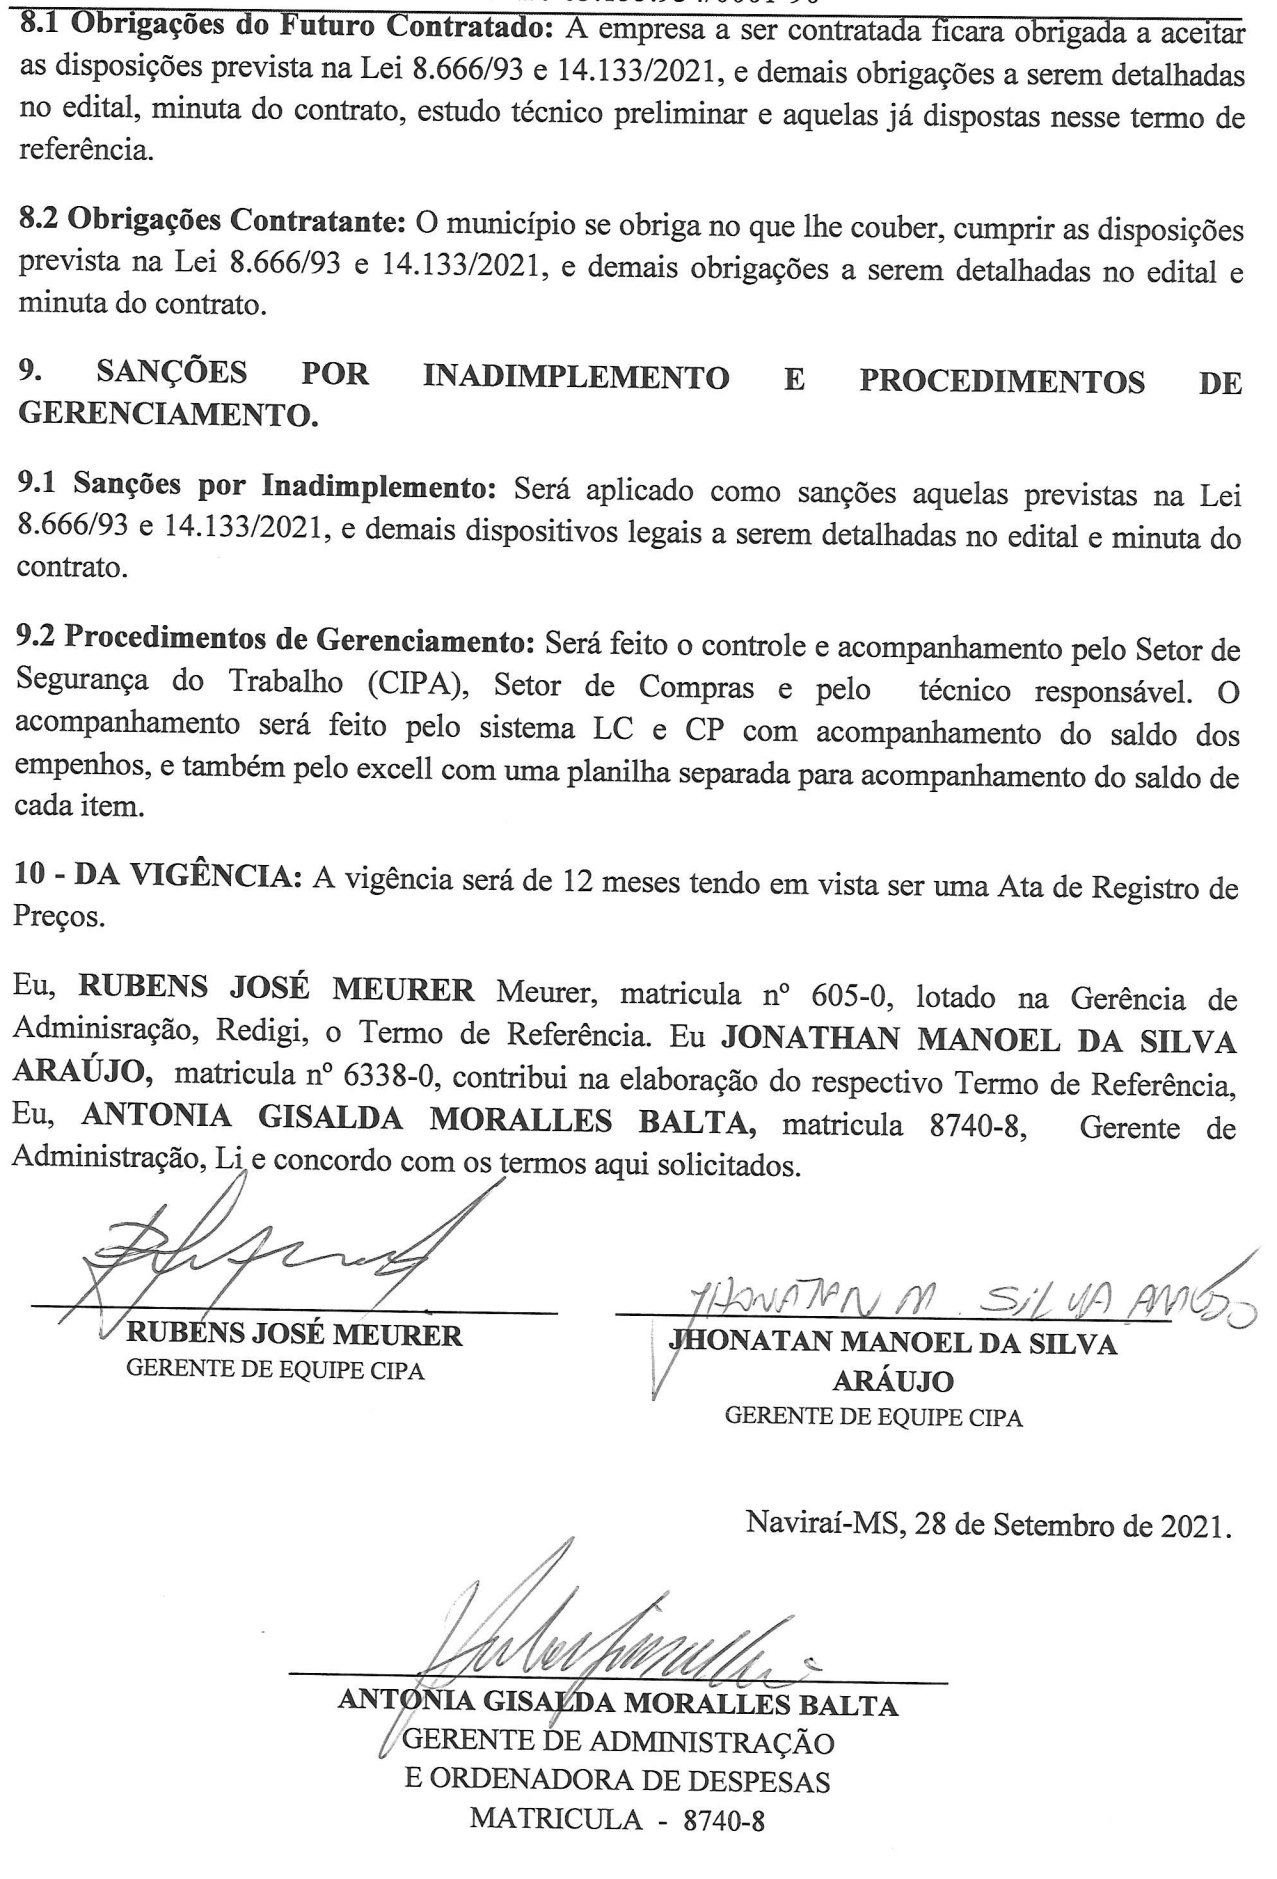 8.1 Obrigações do Futuro Contratado: A empresa a ser contratada ficara obrigada a aceitar
as disposições prevista na Lei 8.666/93 e 14.133/2021, e demais obrigações a serem detalhadas
no edital, minuta do contrato, estudo técnico preliminar e aquelas já dispostas nesse termo de
referência.
8.2 Obrigações Contratante: O município se obriga no que lhe couber, cumprir as disposições
prevista na Lei 8.666/93 e 14.133/2021, e demais obrigações a serem detalhadas no edital e
minuta do contrato.
9. SANÇÕES POR INADIMPLEMENTO E PROCEDIMENTOS DE
GERENCIAMENTO.
9.1 Sanções por Inadimplemento: Será aplicado como sanções aquelas previstas na Lei
8.666/93 e 14.133/2021, e demais dispositivos legais a serem detalhadas no edital e minuta do
contrato.
9.2 Procedimentos de Gerenciamento: Será feito o controle e acompanhamento pelo Setor de
Segurança do Trabalho (CIPA), Setor de Compras e pelo técnico responsável. O
acompanhamento será feito pelo sistema LC e CP com acompanhamento do saldo dos
empenhos, e também pelo excell com uma planilha separada para acompanhamento do saldo de
cada item.
10 - DA VIGÊNCIA: A vigência será de 12 meses tendo em vista ser uma Ata de Registro de
Preços.
Eu, RUBENS JOSÉ MEURER Meurer, matricula nº 605-0, lotado na Gerência de
Adminisração, Redigi, o Termo de Referência. Eu JONATHAN MANOEL DA SILVA
ARAÚJO, matricula nº 6338-0, contribui na elaboração do respectivo Termo de Referência,
Eu, ANTONIA GISALDA MORALLES BALTA, matricula 8740-8, Gerente de
Administração, Li e concordo com os termos aqui solicitados.
JHONATAN M. SILVA
RUBENS JOSÉ MEURER
GERENTE DE EQUIPE CIPA
JHONATAN MANOEL DA SILVA
ARÁUJO
GERENTE DE EQUIPE CIPA
Naviraí-MS, 28 de Setembro de 2021.
ANTONIA GISALDA MORALLES BALTA
GERENTE DE ADMINISTRAÇÃO
E ORDENADORA DE DESPESAS
MATRICULA - 8740-8